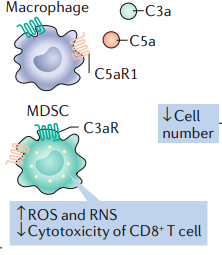 Macrophage
C3a
C5a
C5aR1
MDSC
C3aR
↓Cell
number
↑ROS and RNS
↓Cytotoxicity of CD8⁺ T cell